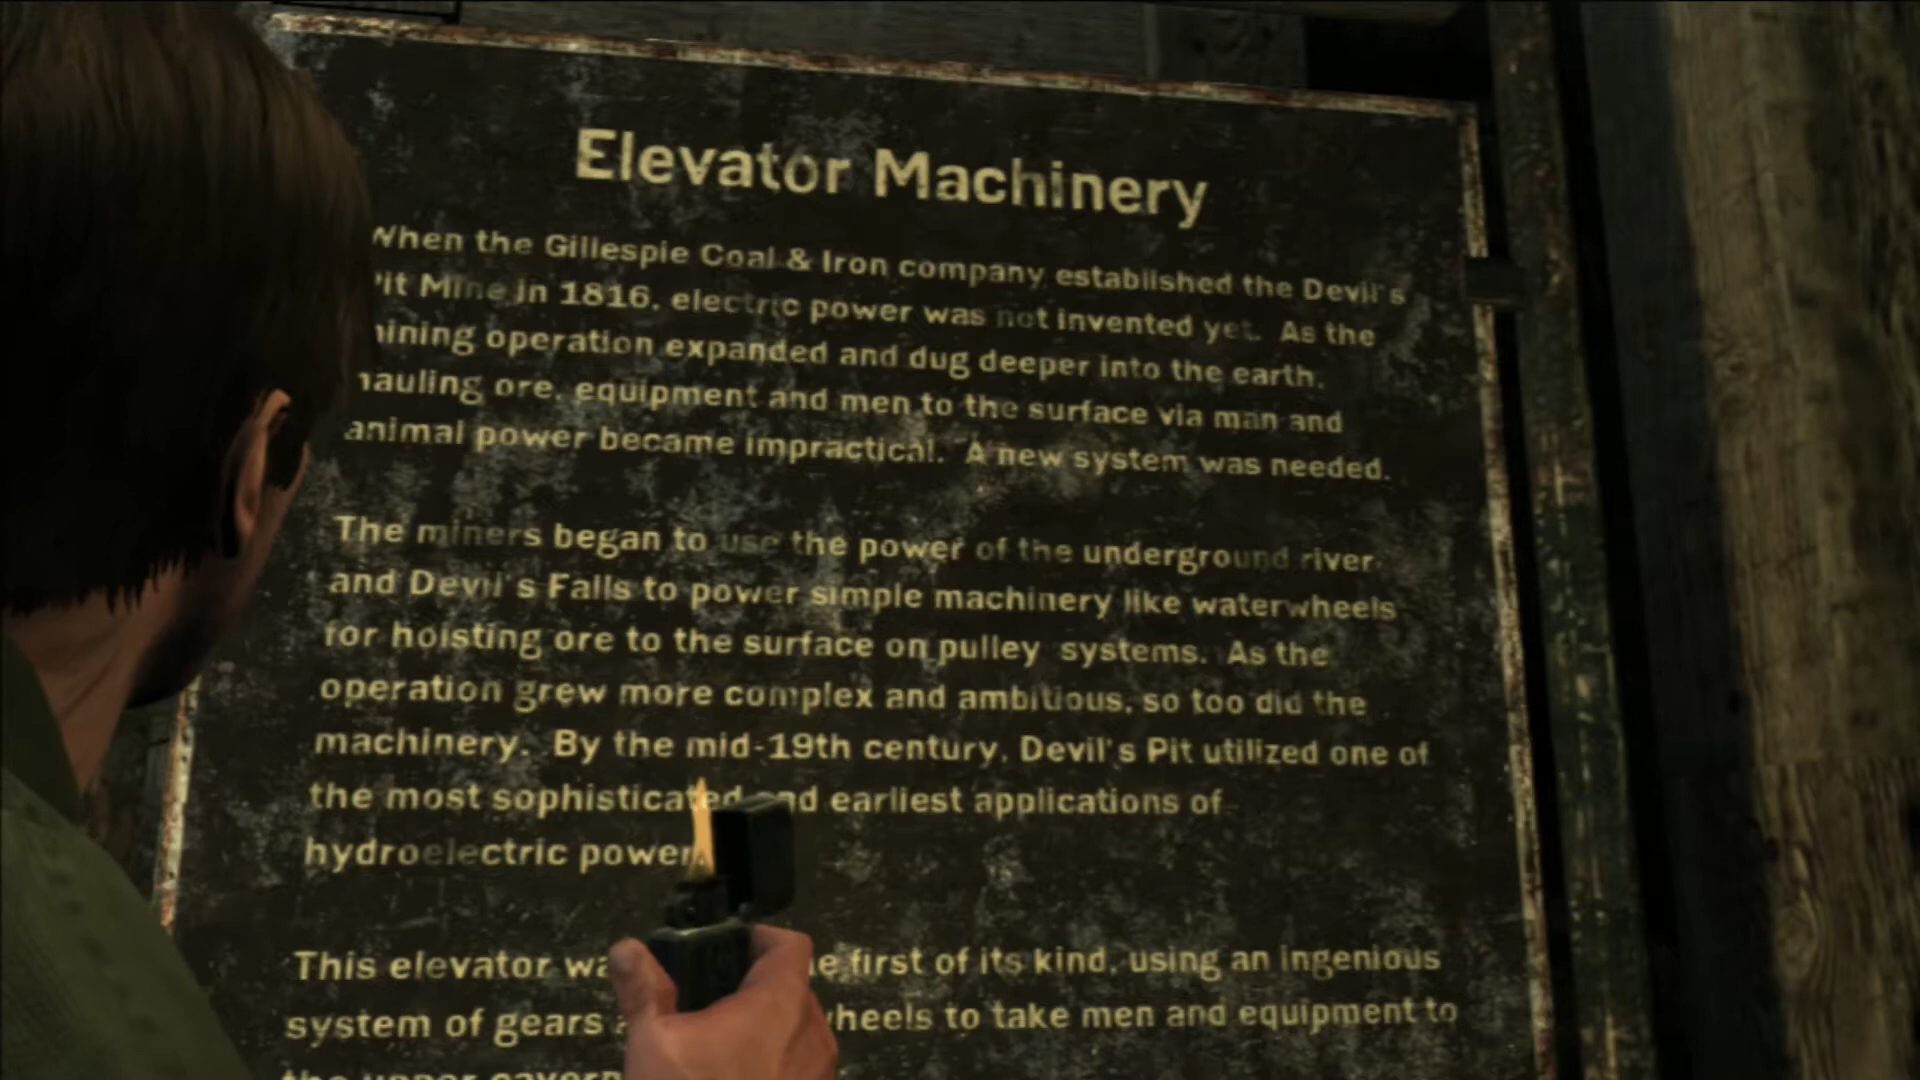 Elevator Machinery
When the Gillespie Coal & Iron company established the Devil's
Pit Mine in 1816, electric power was not invented yet. As the
mining operation expanded and dug deeper into the earth,
hauling ore, equipment and men to the surface via man and
animal power became impractical. A new system was needed.
The miners began to use the power of the underground river
and Devil's Falls to power simple machinery like waterwheels
for hoisting ore to the surface on pulley systems. As the
operation grew more complex and ambitious, so too did the
machinery. By the mid-19th century, Devil's Pit utilized one of
the most sophisticated and earliest applications of
hydroelectric power.
This elevator first of its kind, using an ingenious
system of gears to take men and equipment to
the upper